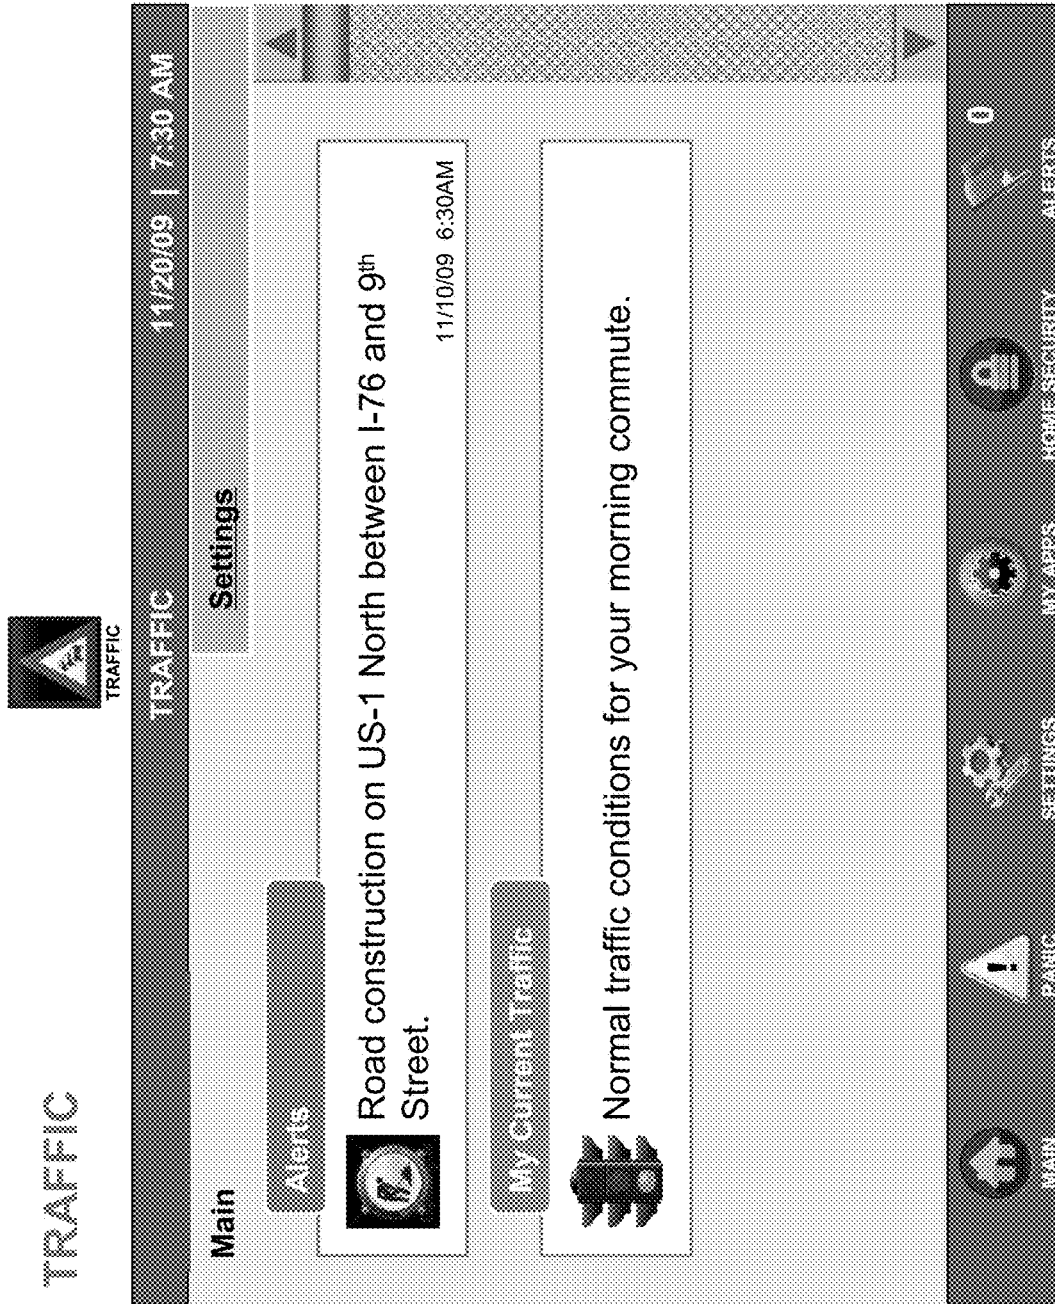 TRAFFIC
TRAFFIC
TRAFFIC 11/20/09 | 7:30 AM
Main Settings
Alerts
Road construction on US-1 North between I-76 and 9th
Street.
11/10/09 6:30AM
My Current Traffic
Normal traffic conditions for your morning commute.
0
MAIN PANIC SETTINGS MY APPS HOME SECURITY ALERTS